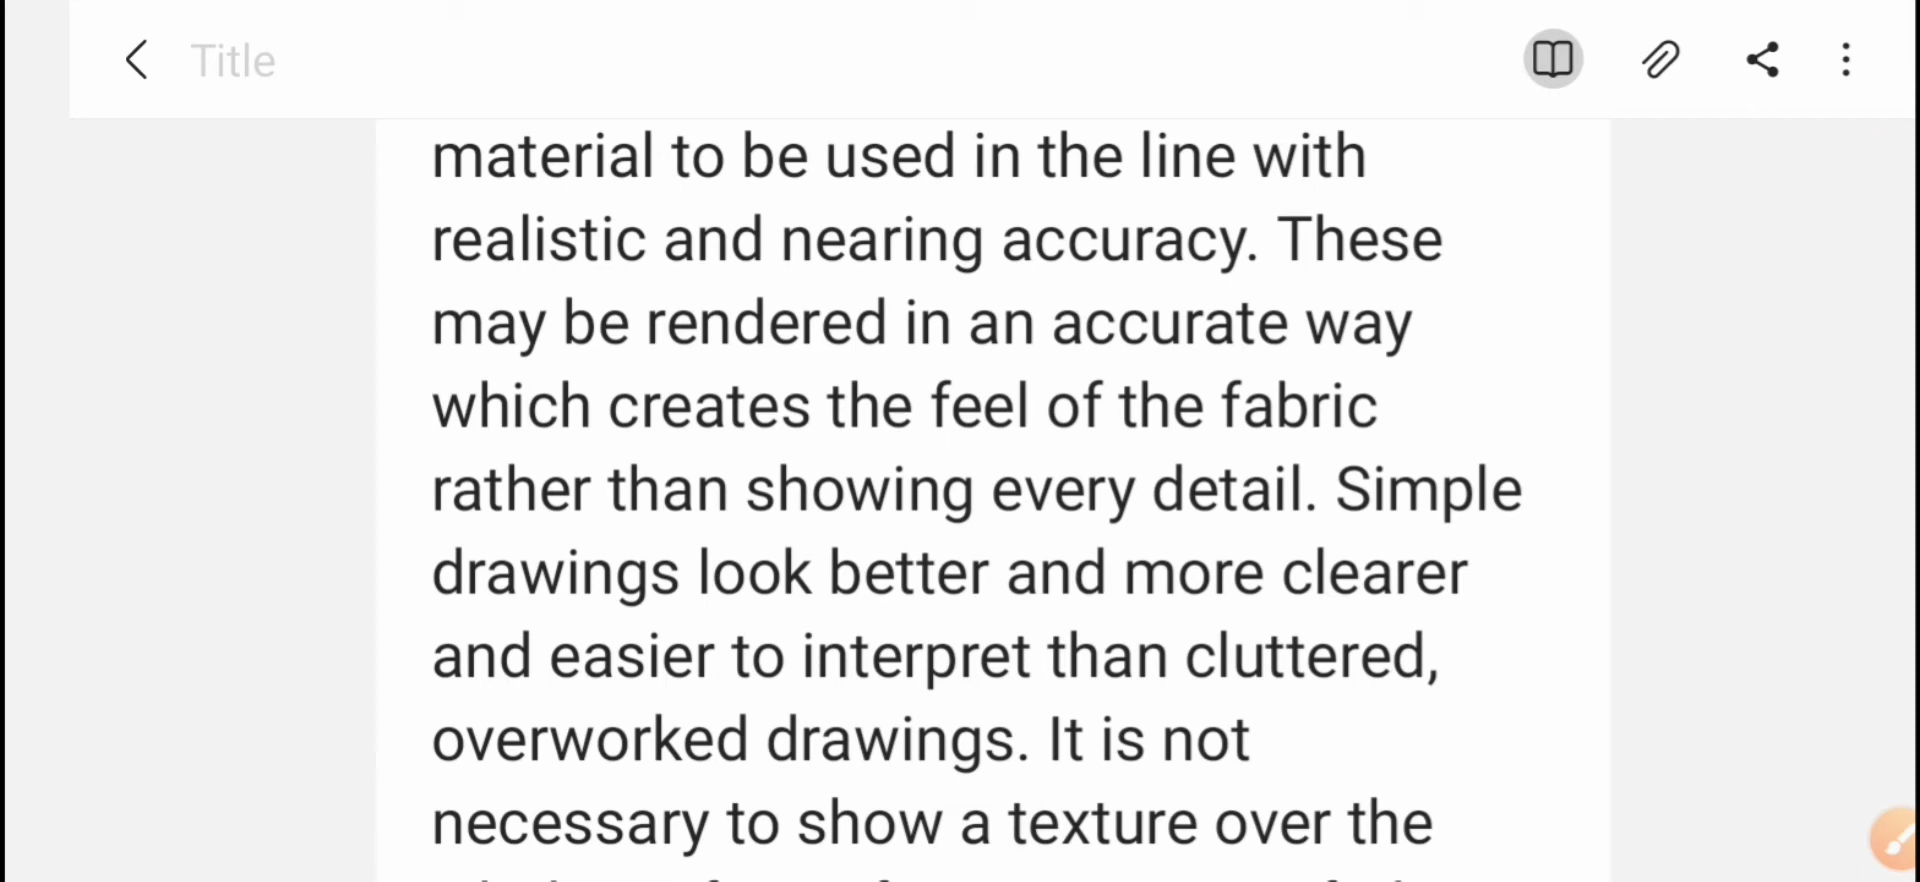 Title
material to be used in the line with
realistic and nearing accuracy. These
may be rendered in an accurate way
which creates the feel of the fabric
rather than showing every detail. Simple
drawings look better and more clearer
and easier to interpret than cluttered,
overworked drawings. It is not
necessary to show a texture over the